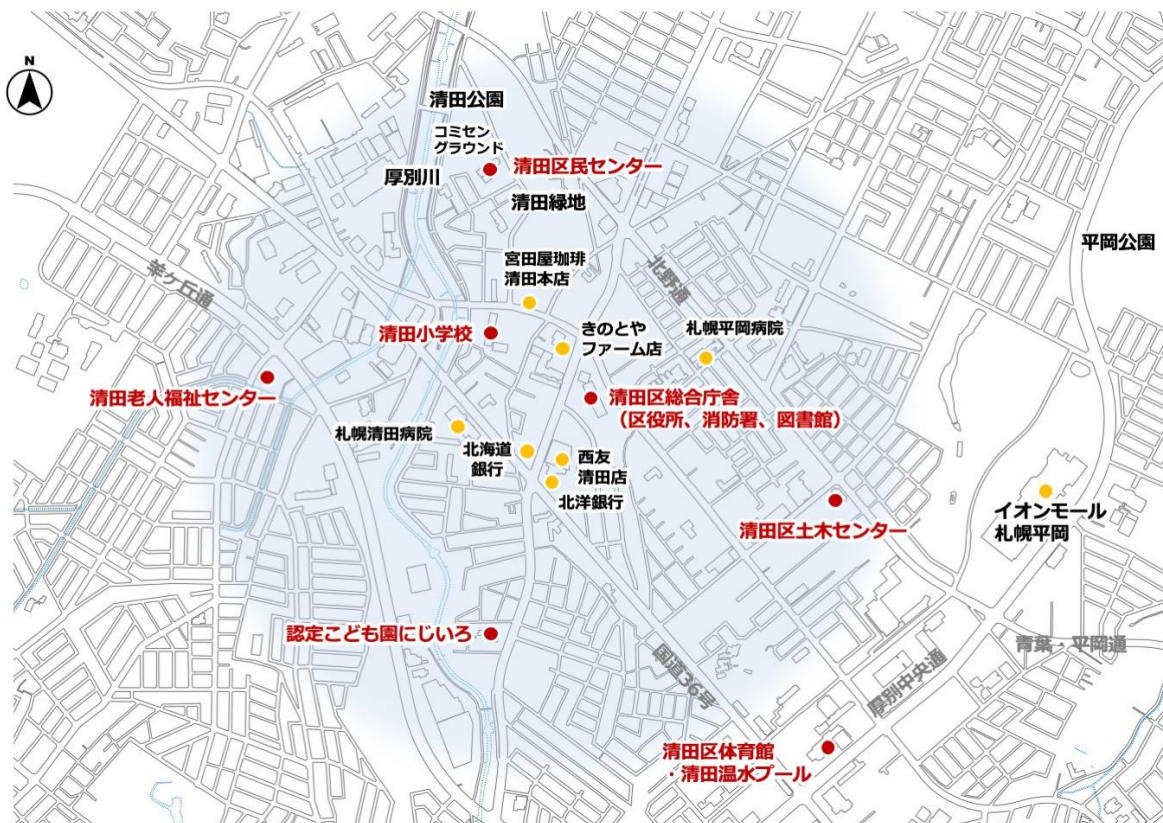 N
清田公園
コミセン
グラウンド
清田区民センター
厚別川
清田緑地
平岡公園
宮田屋珈琲
清田本店
北野通
羊ケ丘通
清田小学校
きのとや
ファーム店
札幌平岡病院
清田老人福祉センター
清田区総合庁舎
（区役所、消防署、図書館）
札幌清田病院
北海道
銀行
西友
清田店
北洋銀行
清田区土木センター
イオンモール
札幌平岡
認定こども園にじいろ
国道36号
青葉・平岡通
厚別中央通
清田区体育館
・清田温水プール